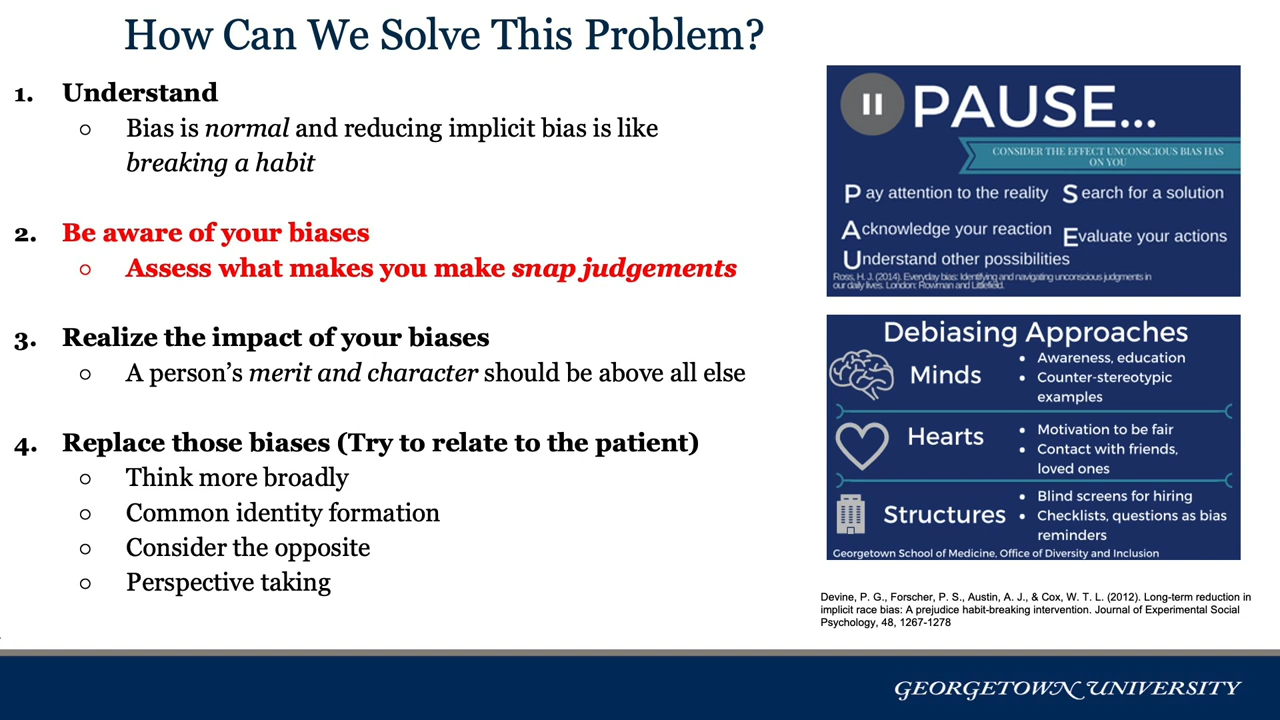 How Can We Solve This Problem?
1. Understand
○ Bias is normal and reducing implicit bias is like
breaking a habit
2. Be aware of your biases
○ Assess what makes you make snap judgements
3. Realize the impact of your biases
○ A person’s merit and character should be above all else
4. Replace those biases (Try to relate to the patient)
○ Think more broadly
○ Common identity formation
○ Consider the opposite
○ Perspective taking
PAUSE...
CONSIDER THE EFFECT UNCONSCIOUS BIAS HAS
ON YOU
Pay attention to the reality
Acknowledge your reaction
Understand other possibilities
Search for a solution
Evaluate your actions
Ross, H. J. (2014). Everyday bias: Identifying and navigating unconscious judgments in
our daily lives. London: Rowman and Littlefield.
Debiasing Approaches
Minds
• Awareness, education
• Counter-stereotypic
examples
Hearts
• Motivation to be fair
• Contact with friends,
loved ones
Structures
• Blind screens for hiring
• Checklists, questions as bias
reminders
Georgetown School of Medicine, Office of Diversity and Inclusion
Devine, P. G., Forscher, P. S., Austin, A. J., & Cox, W. T. L. (2012). Long-term reduction in
implicit race bias: A prejudice habit-breaking intervention. Journal of Experimental Social
Psychology, 48, 1267-1278
GEORGETOWN UNIVERSITY